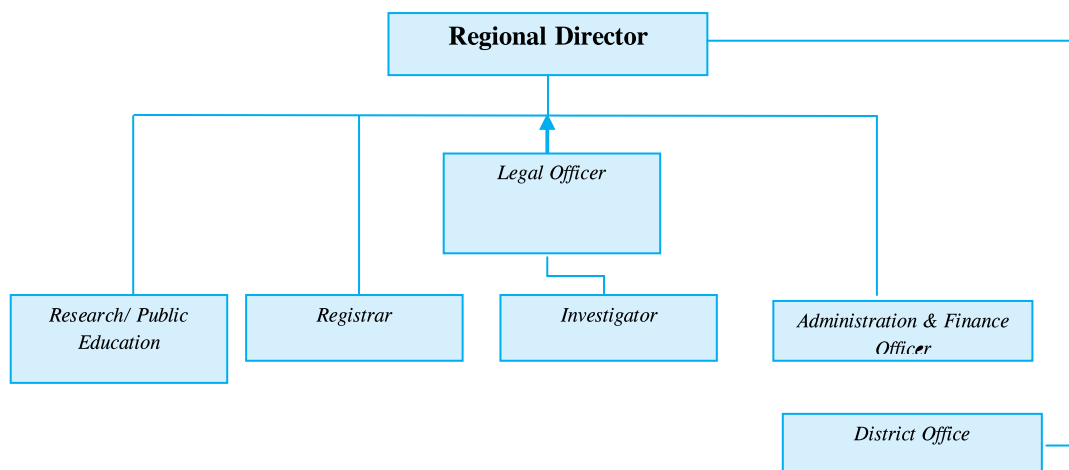 Regional Director
Legal Officer
Research/ Public
Education
Registrar
Investigator
Administration & Finance
Officer
District Office